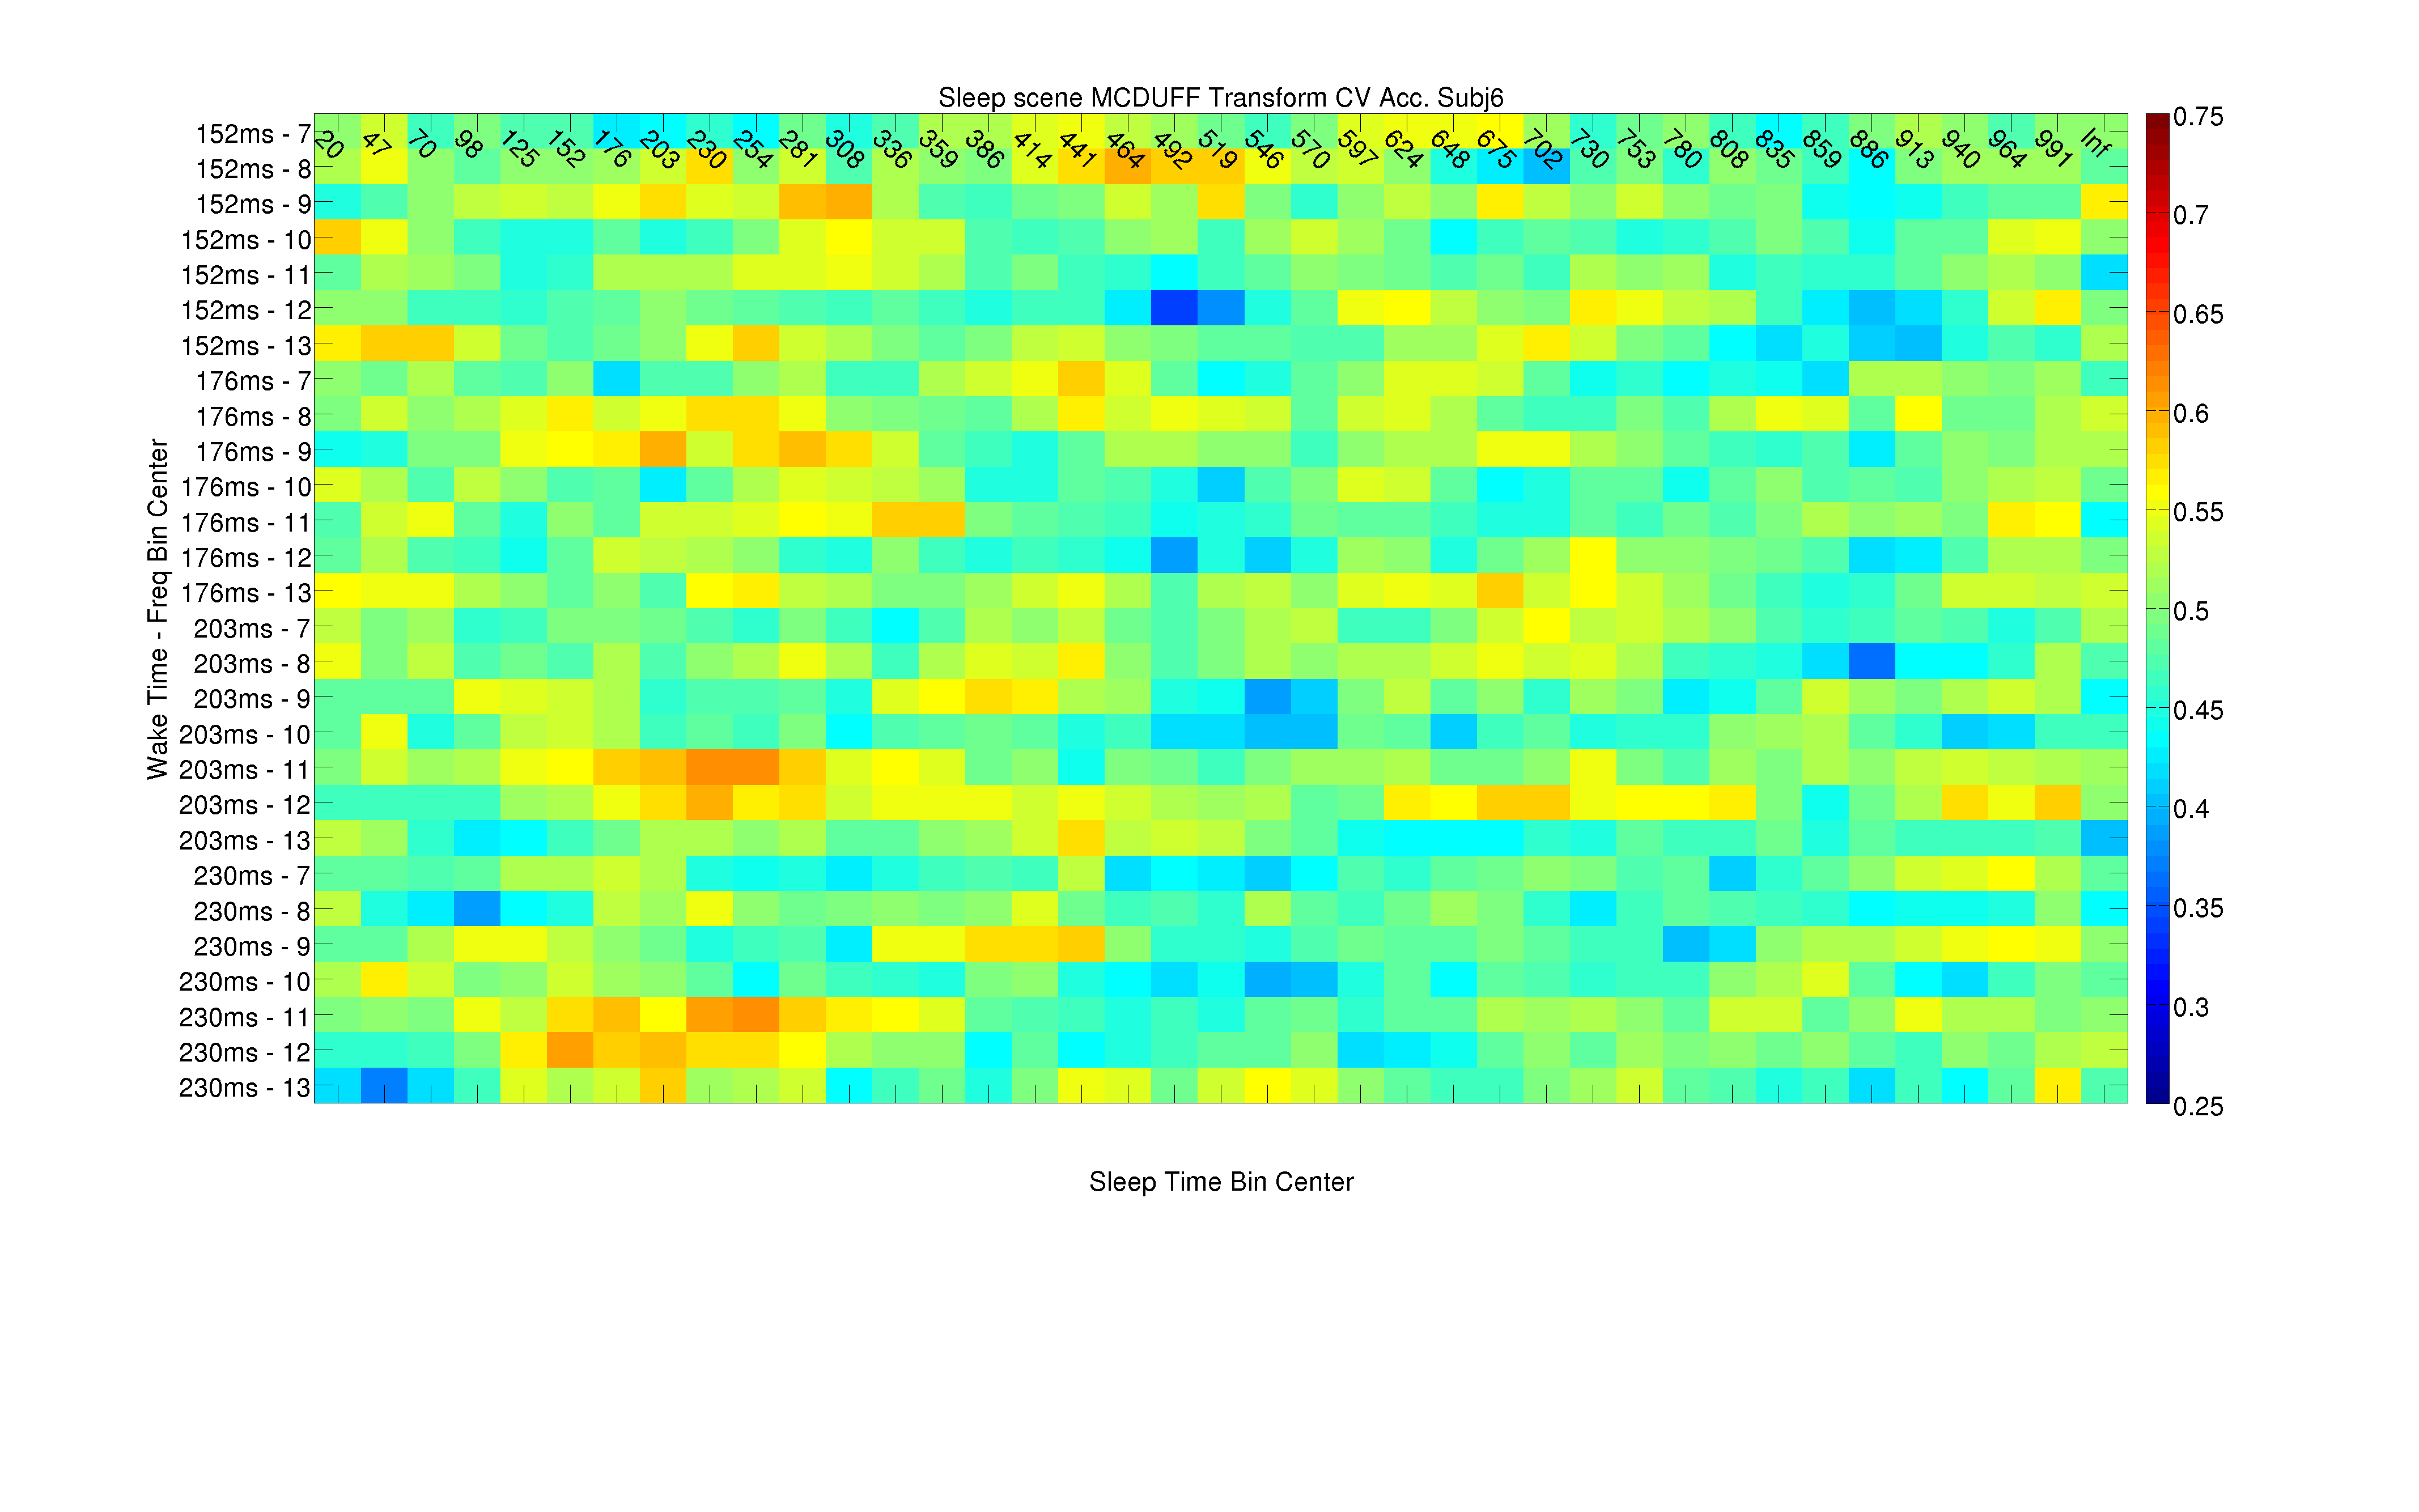 Sleep scene MCDUFF Transform CV Acc. Subj6
20 47 70 98 125 152 176 203 230 254 281 308 336 359 386 414 441 464 492 519 546 570 597 624 648 675 702 730 753 780 808 835 859 886 913 940 964 991 Inf
152ms - 7
152ms - 8
152ms - 9
152ms - 10
152ms - 11
152ms - 12
152ms - 13
176ms - 7
176ms - 8
176ms - 9
176ms - 10
176ms - 11
176ms - 12
176ms - 13
203ms - 7
203ms - 8
203ms - 9
203ms - 10
203ms - 11
203ms - 12
203ms - 13
230ms - 7
230ms - 8
230ms - 9
230ms - 10
230ms - 11
230ms - 12
230ms - 13
Wake Time - Freq Bin Center
Sleep Time Bin Center
0.75
0.7
0.65
0.6
0.55
0.5
0.45
0.4
0.35
0.3
0.25